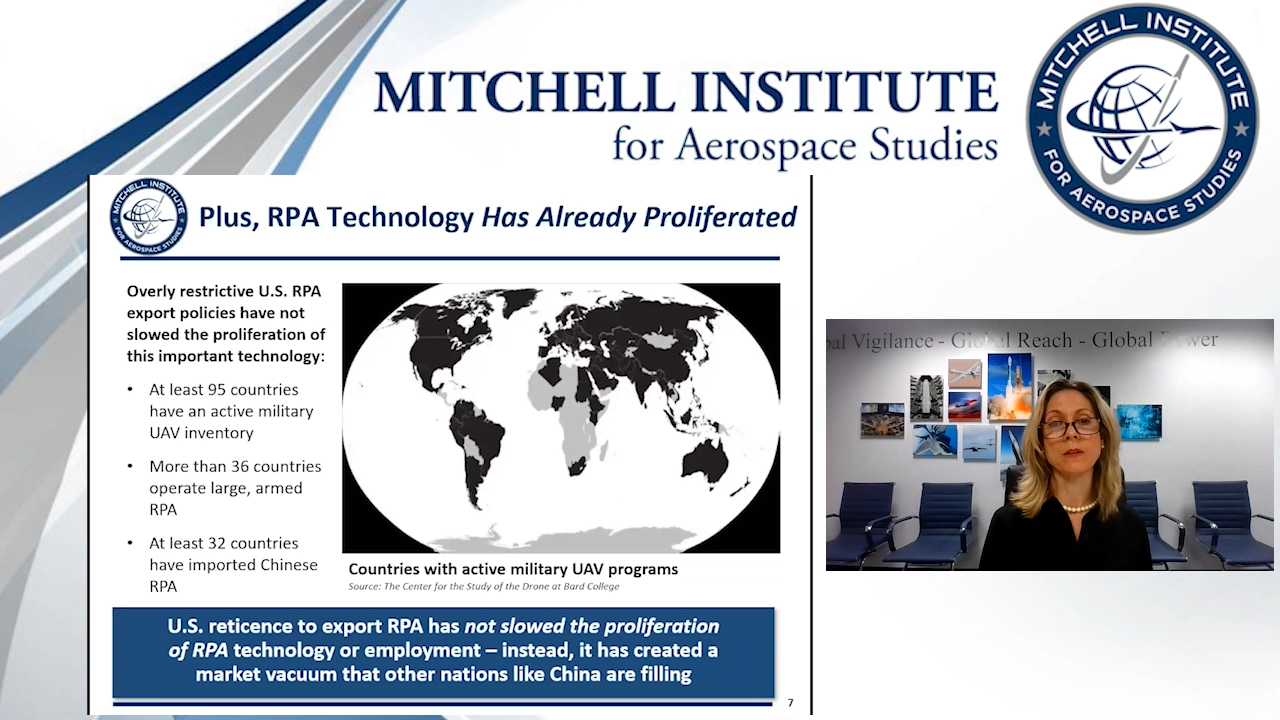 MITCHELL INSTITUTE
for Aerospace Studies
MITCHELL INSTITUTE
FOR AEROSPACE STUDIES
MITCHELL INSTITUTE
FOR AEROSPACE STUDIES
Plus, RPA Technology Has Already Proliferated
Overly restrictive U.S. RPA
export policies have not
slowed the proliferation of
this important technology:
• At least 95 countries
have an active military
UAV inventory
• More than 36 countries
operate large, armed
RPA
• At least 32 countries
have imported Chinese
RPA
Countries with active military UAV programs
Source: The Center for the Study of the Drone at Bard College
U.S. reticence to export RPA has not slowed the proliferation
of RPA technology or employment – instead, it has created a
market vacuum that other nations like China are filling
7
Vigilance - Global Reach - Global Power